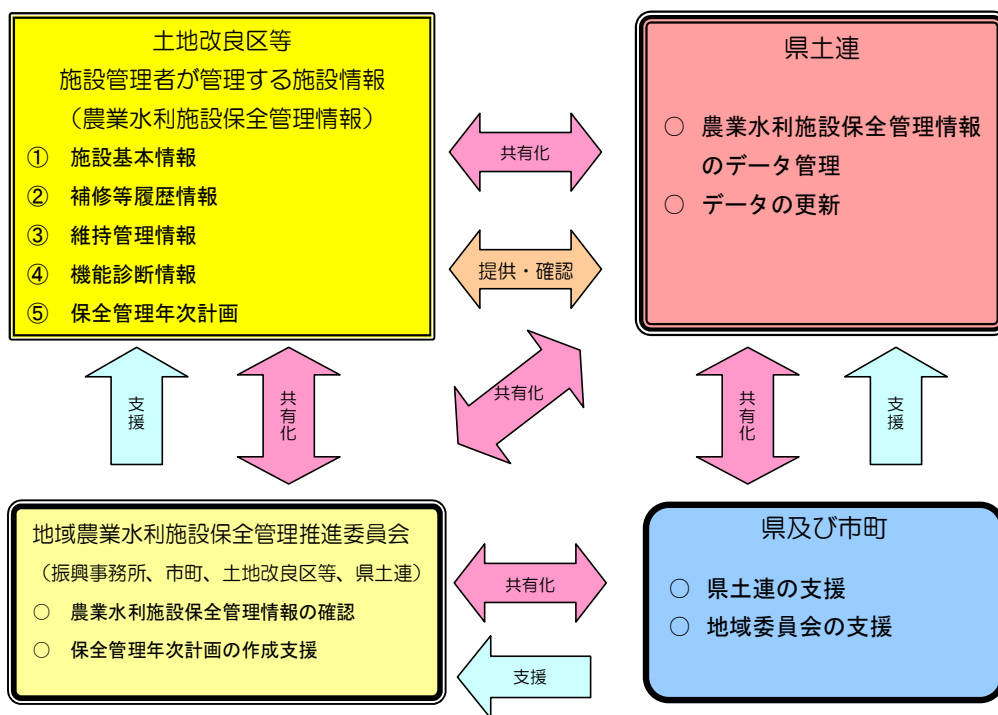 土地改良区等
施設管理者が管理する施設情報
（農業水利施設保全管理情報）
① 施設基本情報
② 補修等履歴情報
③ 維持管理情報
④ 機能診断情報
⑤ 保全管理年次計画
共有化
提供・確認
県土連
○ 農業水利施設保全管理情報
のデータ管理
○ データの更新
支援
共有化
共有化
共有化
支援
地域農業水利施設保全管理推進委員会
（振興事務所、市町、土地改良区等、県土連）
○ 農業水利施設保全管理情報の確認
○ 保全管理年次計画の作成支援
共有化
支援
県及び市町
○ 県土連の支援
○ 地域委員会の支援